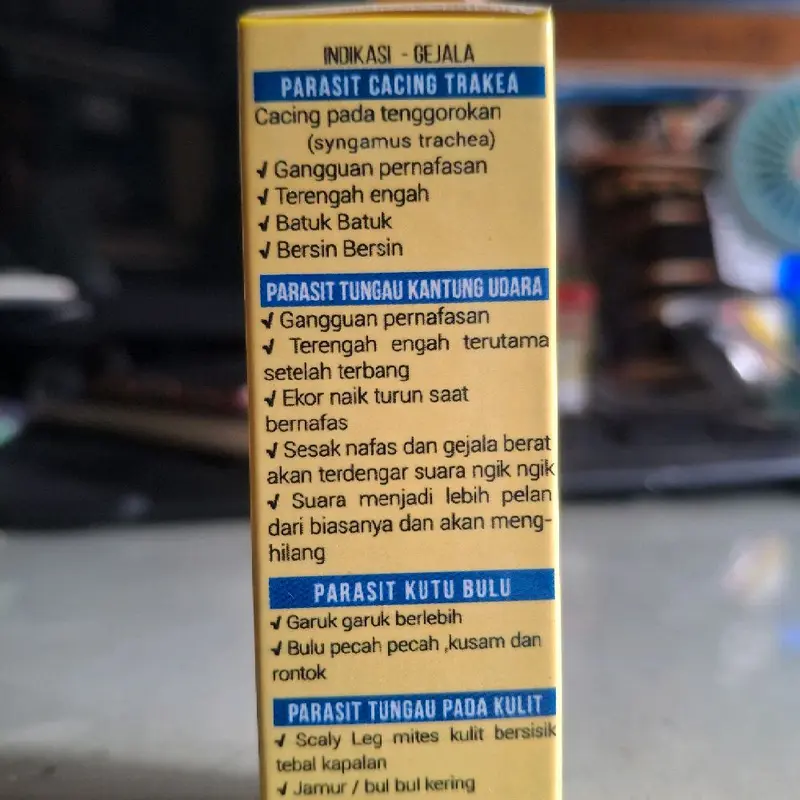 INDIKASI - GEJALA
PARASIT CACING TRAKEA
Cacing pada tenggorokan
(syngamus trachea)
√ Gangguan pernafasan
√ Terengah engah
√ Batuk Batuk
√ Bersin Bersin
PARASIT TUNGAU KANTUNG UDARA
√ Gangguan pernafasan
√ Terengah engah terutama
setelah terbang
√ Ekor naik turun saat
bernafas
√ Sesak nafas dan gejala berat
akan terdengar suara ngik ngik
√ Suara menjadi lebih pelan
dari biasanya dan akan meng-
hilang
PARASIT KUTU BULU
√ Garuk garuk berlebih
√ Bulu pecah pecah ,kusam dan
rontok
PARASIT TUNGAU PADA KULIT
√ Scaly Leg mites kulit bersisik
tebal kapalan
√ Jamur / bul bul kering